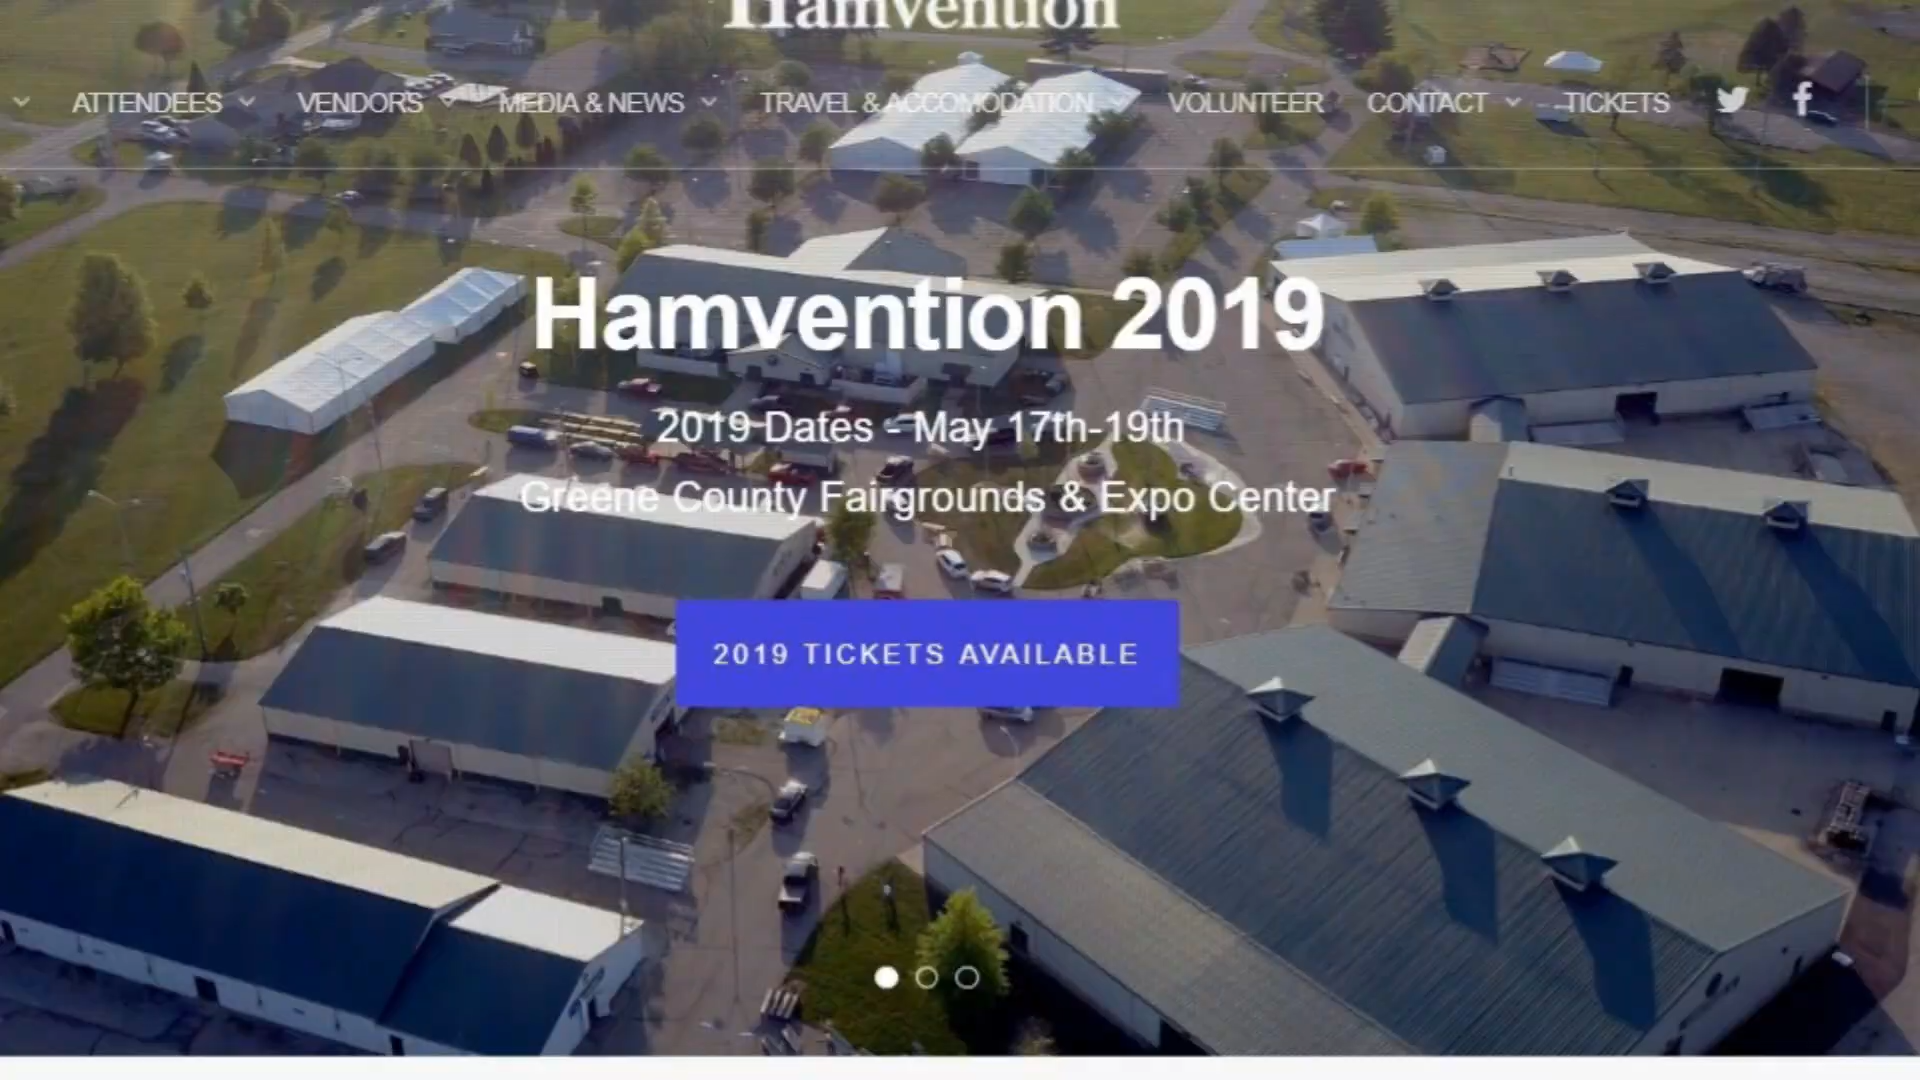 Hamvention
ATTENDEES VENDORS MEDIA & NEWS TRAVEL & ACCOMODATION VOLUNTEER CONTACT TICKETS
Hamvention 2019
2019 Dates - May 17th-19th
Greene County Fairgrounds & Expo Center
2019 TICKETS AVAILABLE